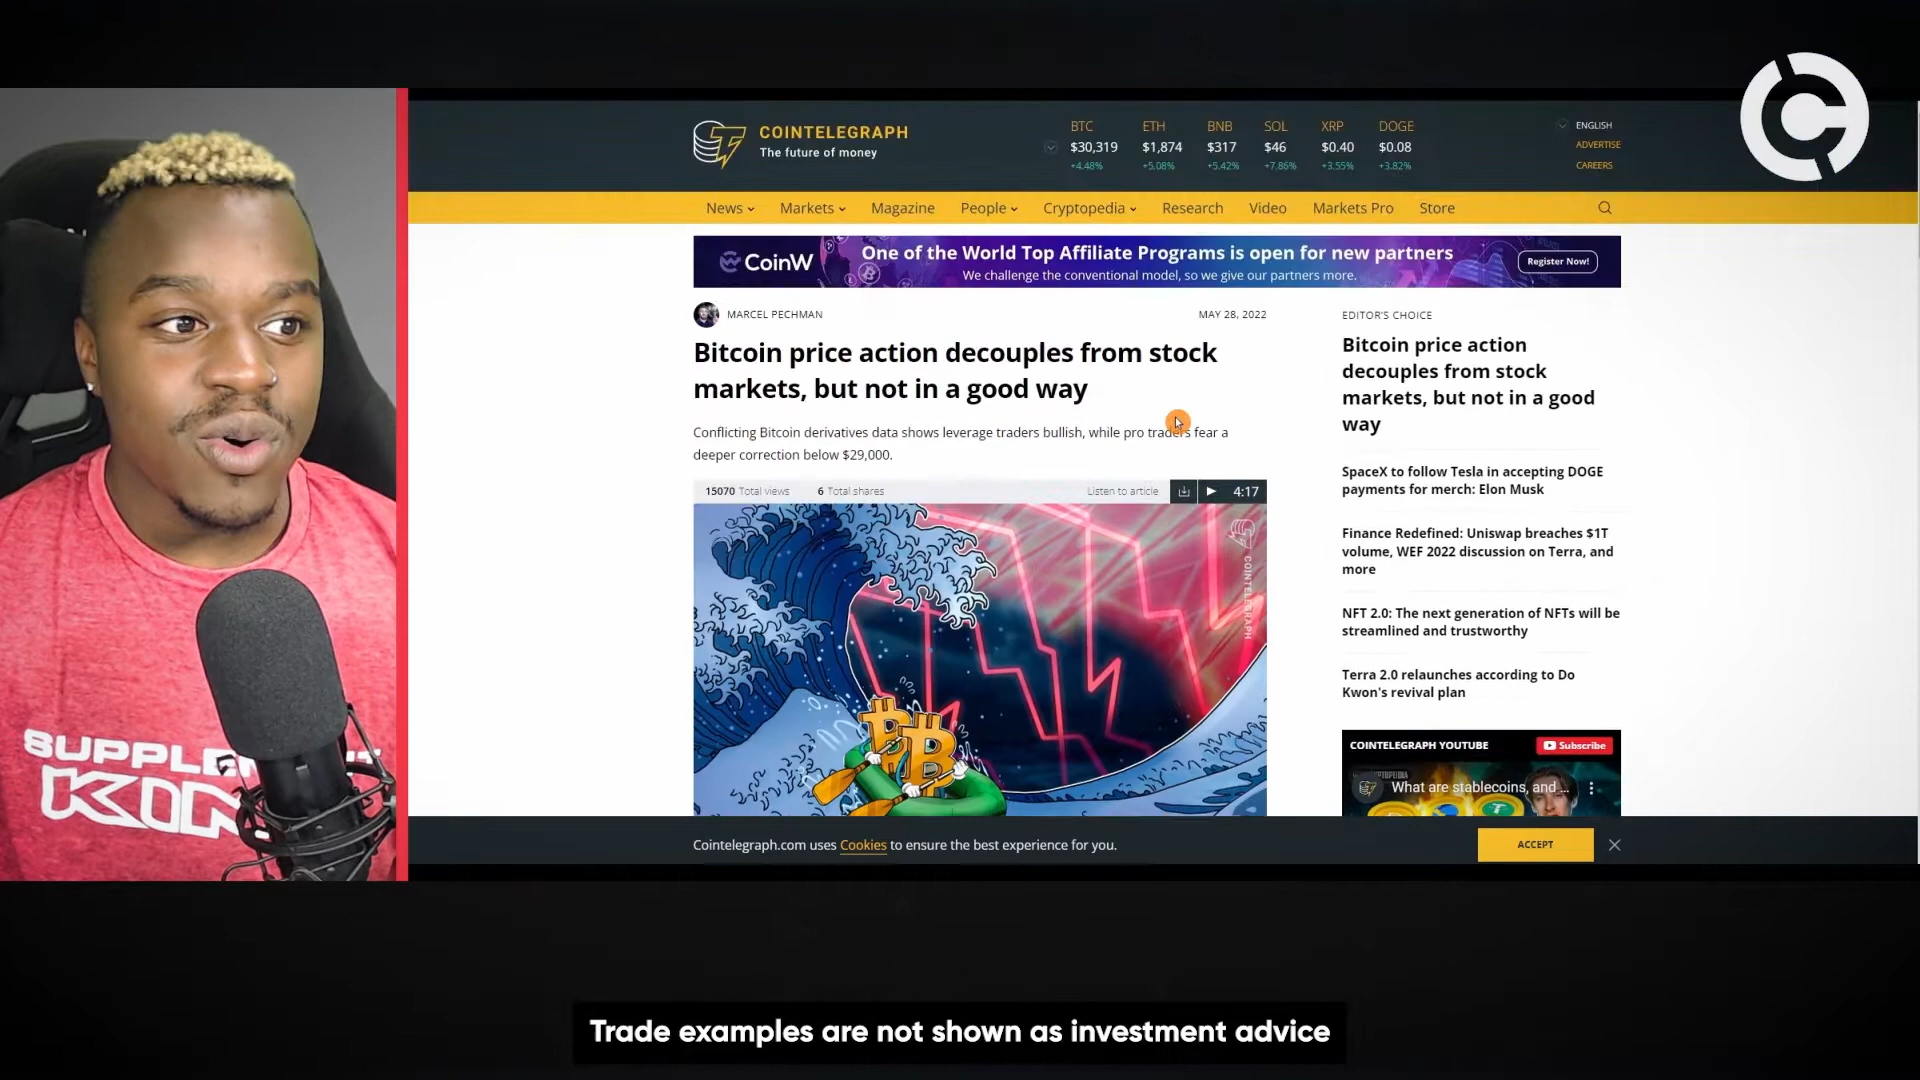 COINTELEGRAPH
The future of money
BTC ETH BNB SOL XRP DOGE
$30,319 $1,874 $317 $46 $0.40 $0.08
+4.48% +5.08% +5.42% +7.86% +3.55% +3.82%
ENGLISH
ADVERTISE
CAREERS
News Markets Magazine People Cryptopedia Research Video Markets Pro Store
CoinW
One of the World Top Affiliate Programs is open for new partners
We challenge the conventional model, so we give our partners more.
Register Now!
MARCEL PECHMAN
MAY 28, 2022
Bitcoin price action decouples from stock
markets, but not in a good way
Conflicting Bitcoin derivatives data shows leverage traders bullish, while pro traders fear a
deeper correction below $29,000.
15070 Total views 6 Total shares Listen to article 4:17
COINTELEGRAPH
EDITOR'S CHOICE
Bitcoin price action
decouples from stock
markets, but not in a good
way
SpaceX to follow Tesla in accepting DOGE
payments for merch: Elon Musk
Finance Redefined: Uniswap breaches $1T
volume, WEF 2022 discussion on Terra, and
more
NFT 2.0: The next generation of NFTs will be
streamlined and trustworthy
Terra 2.0 relaunches according to Do
Kwon's revival plan
COINTELEGRAPH YOUTUBE
Subscribe
What are stablecoins, and ...
Cointelegraph.com uses Cookies to ensure the best experience for you.
ACCEPT
KIN
Trade examples are not shown as investment advice